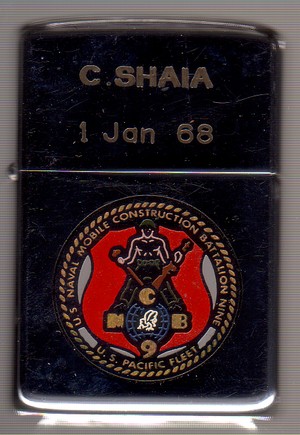 C. SHAIA
1 Jan 68
U S NAVAL MOBILE CONSTRUCTION BATTALION NINE
C
M B
9
U.S. PACIFIC FLEET